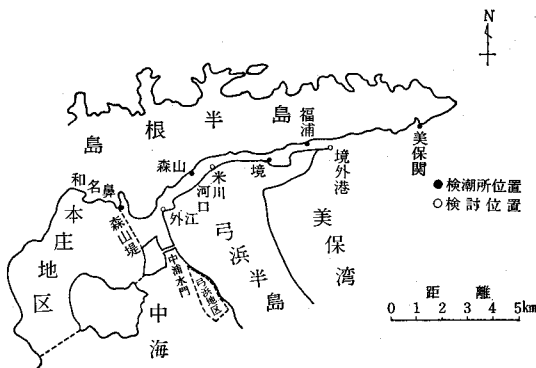 N
島根半島
福浦
美保関
森山
境
境外港
米川
河口
和名鼻
外江
●検潮所位置
○検討位置
本庄地区
森山堤
弓浜半島
美保湾
中浦水門
弓浜地区
中海
距離
0 1 2 3 4 5km